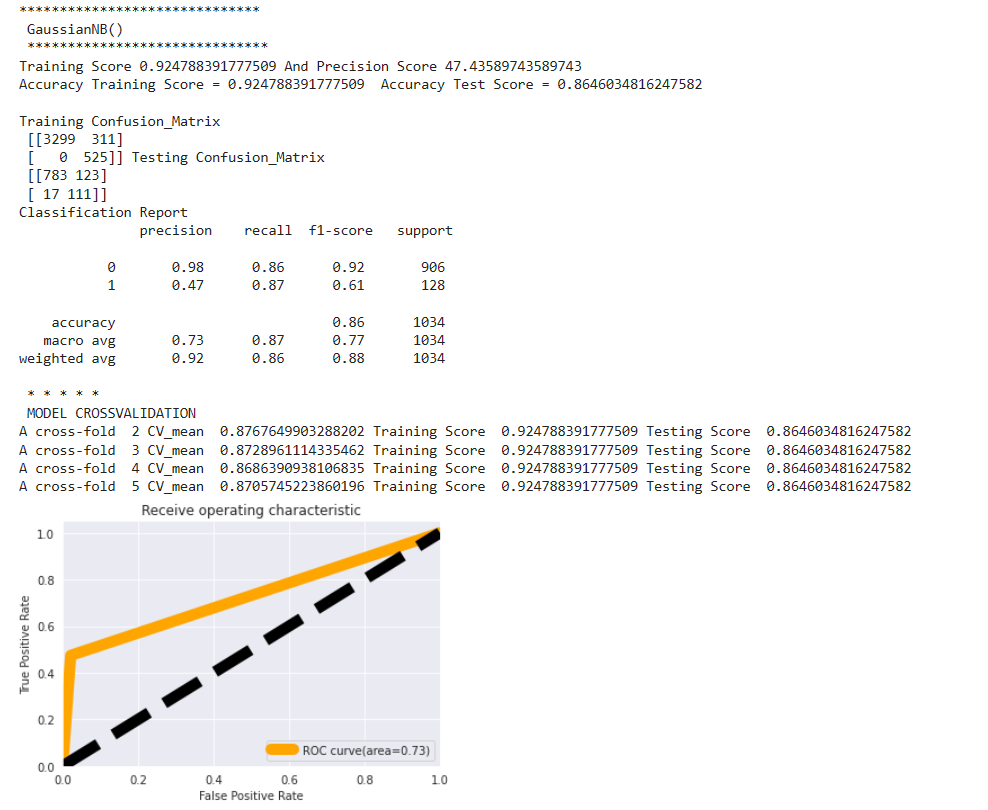 ******************************
GaussianNB()
******************************
Training Score 0.924788391777509 And Precision Score 47.43589743589743
Accuracy Training Score = 0.924788391777509  Accuracy Test Score = 0.8646034816247582
Training Confusion_Matrix
[[3299  311]
[   0  525]] Testing Confusion_Matrix
[[783 123]
[ 17 111]]
Classification Report
precision    recall  f1-score   support
0       0.98      0.86      0.92       906
1       0.47      0.87      0.61       128
accuracy                           0.86      1034
macro avg       0.73      0.87      0.77      1034
weighted avg       0.92      0.86      0.88      1034
* * * * *
MODEL CROSSVALIDATION
A cross-fold  2 CV_mean  0.8767649903288202 Training Score  0.924788391777509 Testing Score  0.8646034816247582
A cross-fold  3 CV_mean  0.8728961114335462 Training Score  0.924788391777509 Testing Score  0.8646034816247582
A cross-fold  4 CV_mean  0.8686390938106835 Training Score  0.924788391777509 Testing Score  0.8646034816247582
A cross-fold  5 CV_mean  0.8705745223860196 Training Score  0.924788391777509 Testing Score  0.8646034816247582
Receive operating characteristic
1.0
0.8
0.6
0.4
0.2
0.0
True Positive Rate
ROC curve(area=0.73)
0.0 0.2 0.4 0.6 0.8 1.0
False Positive Rate